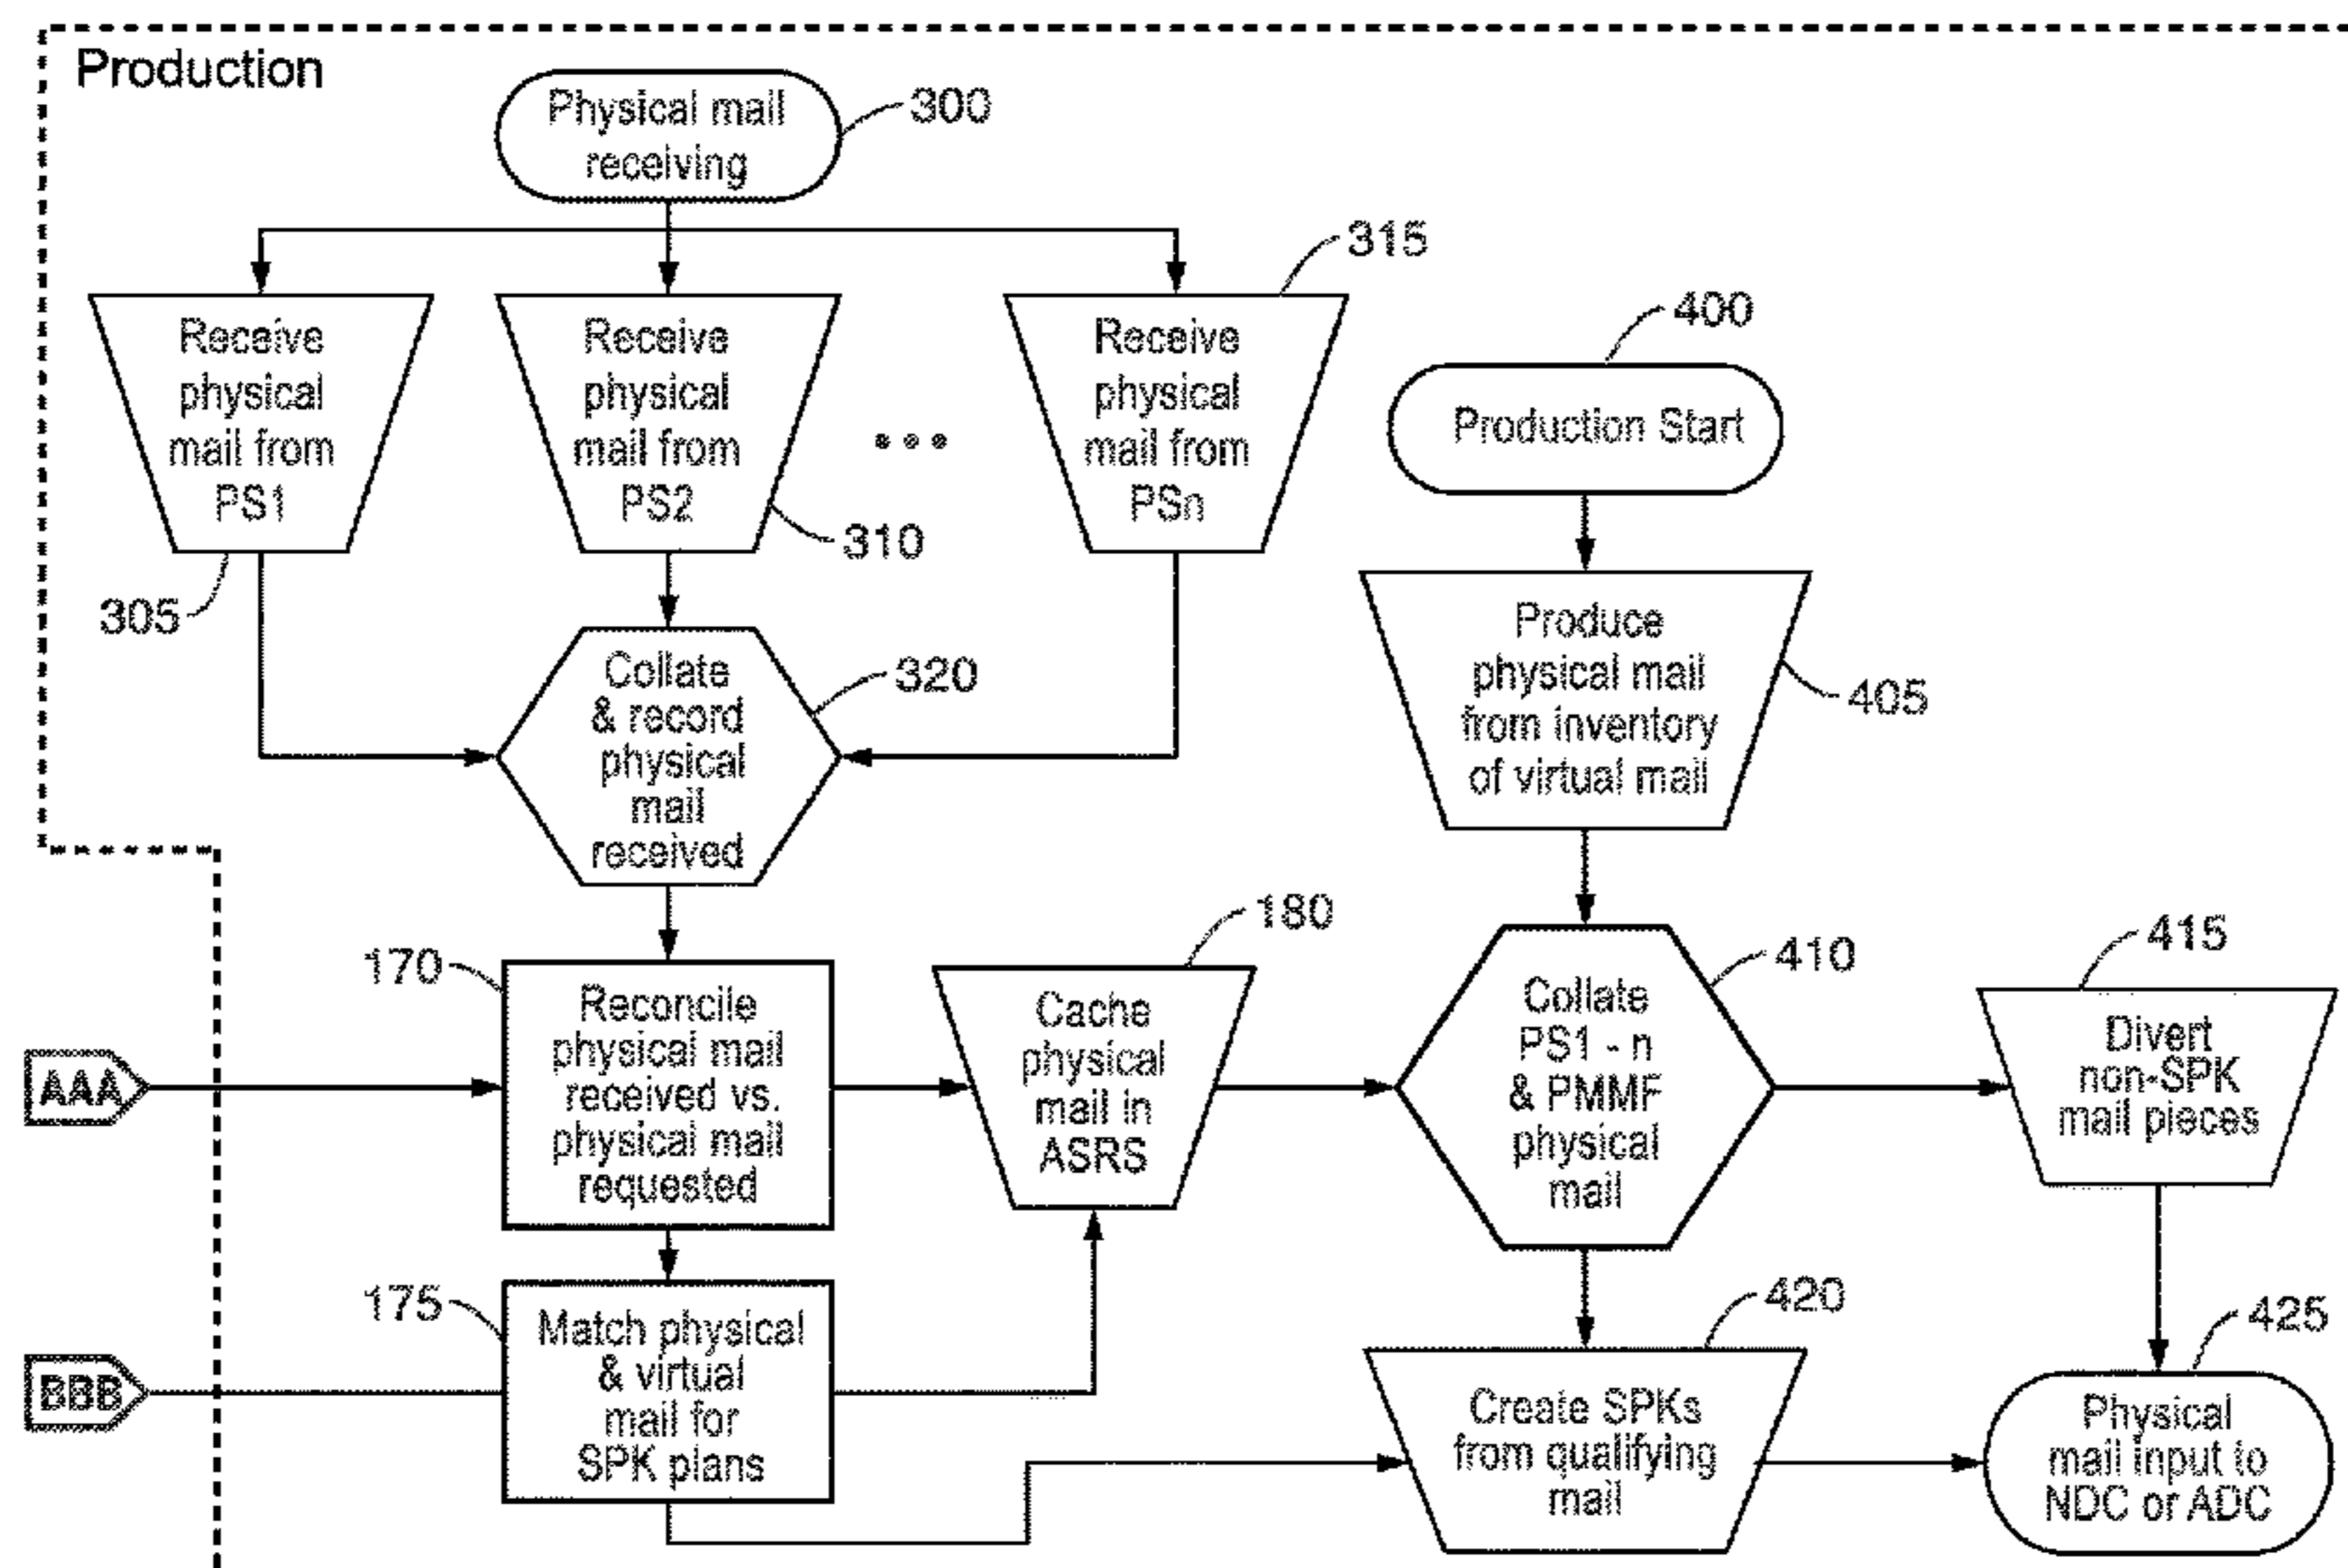 Production
Physical mail
receiving
300
315
Receive
physical
mail from
PS1
305
Receive
physical
mail from
PS2
310
...
Receive
physical
mail from
PSn
400
Production Start
Produce
physical mail
from inventory
of virtual mail
405
Collate
& record
physical
mail
received
320
170
Reconcile
physical mail
received vs.
physical mail
requested
AAA
180
Cache
physical
mail in
ASRS
410
Collate
PS1 - n
& PMMF
physical
mail
415
Divert
non-SPK
mail pieces
175
Match physical
& virtual
mail for
SPK plans
BBB
420
Create SPKs
from qualifying
mail
425
Physical
mail input to
NDC or ADC